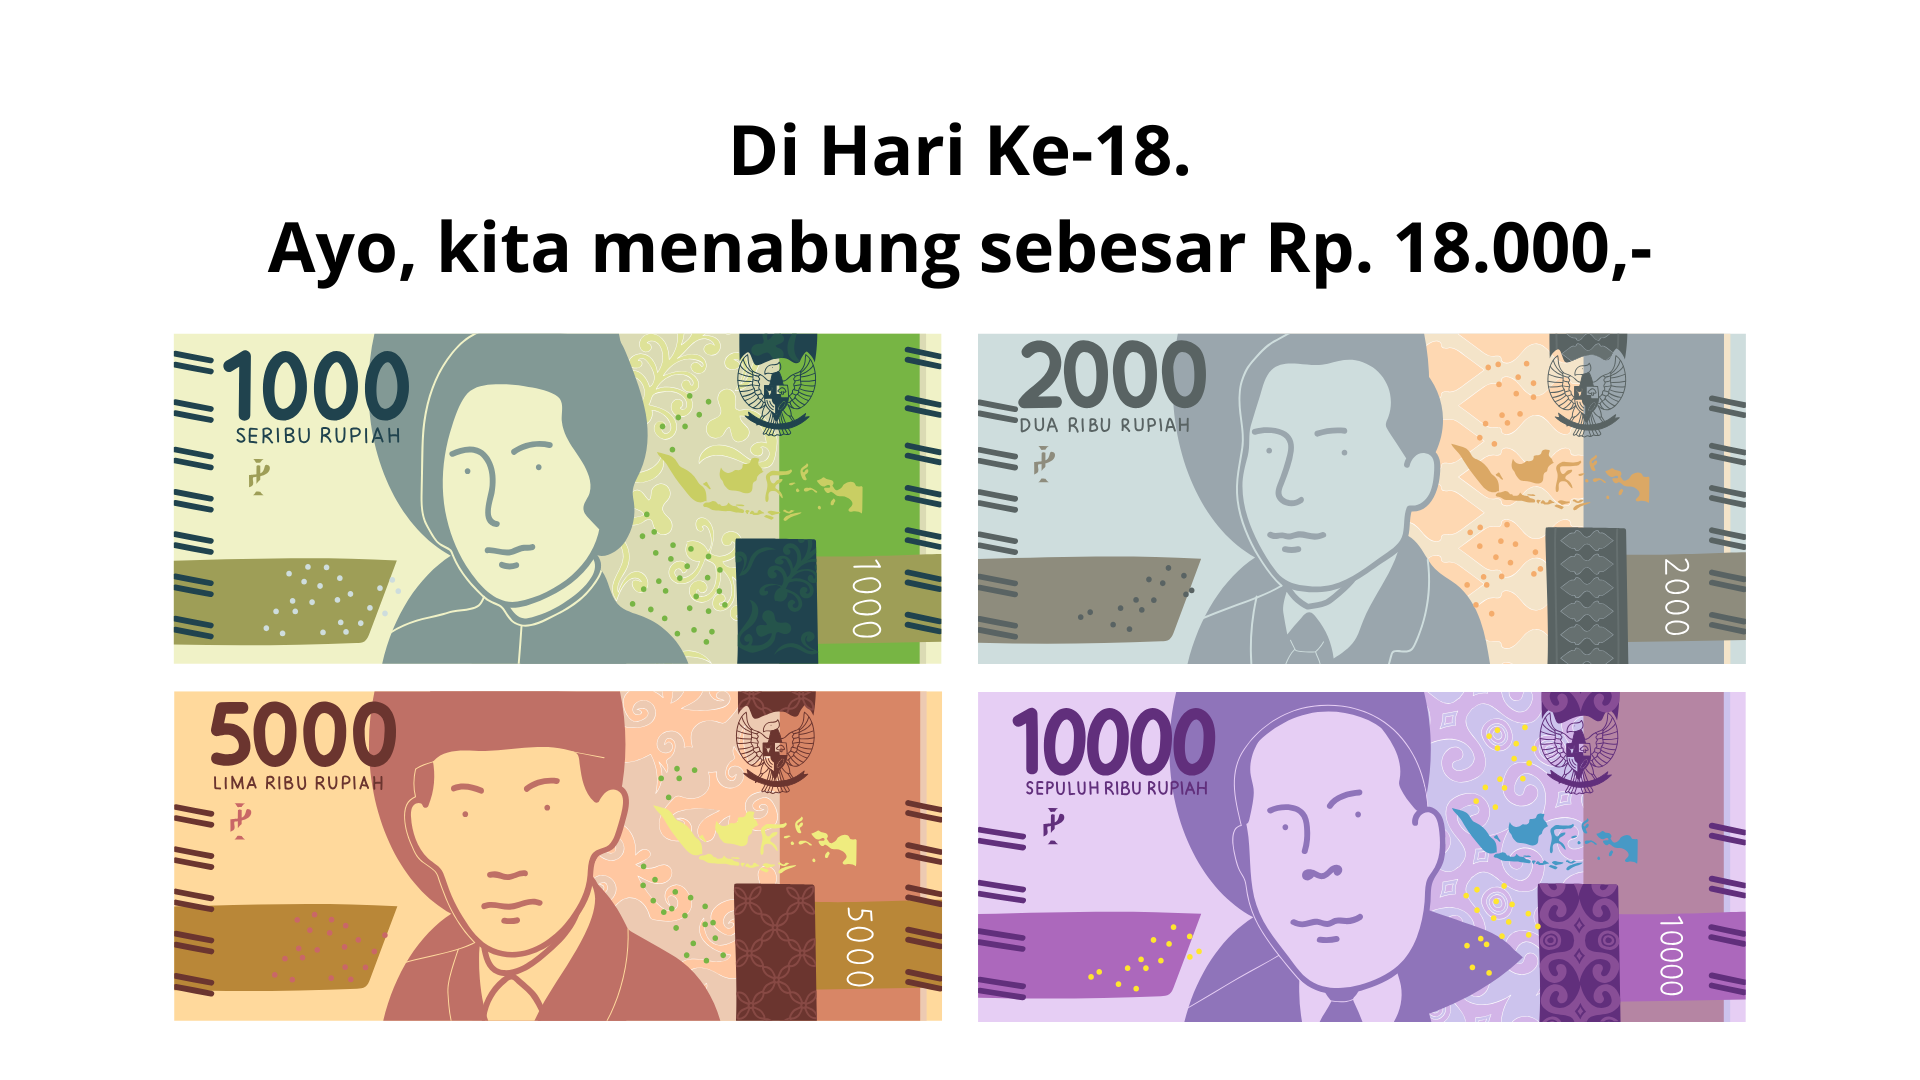 Di Hari Ke-18.
Ayo, kita menabung sebesar Rp. 18.000,-
1000
SERIBU RUPIAH
1000
2000
DUA RIBU RUPIAH
2000
5000
LIMA RIBU RUPIAH
5000
10000
SEPULUH RIBU RUPIAH
10000